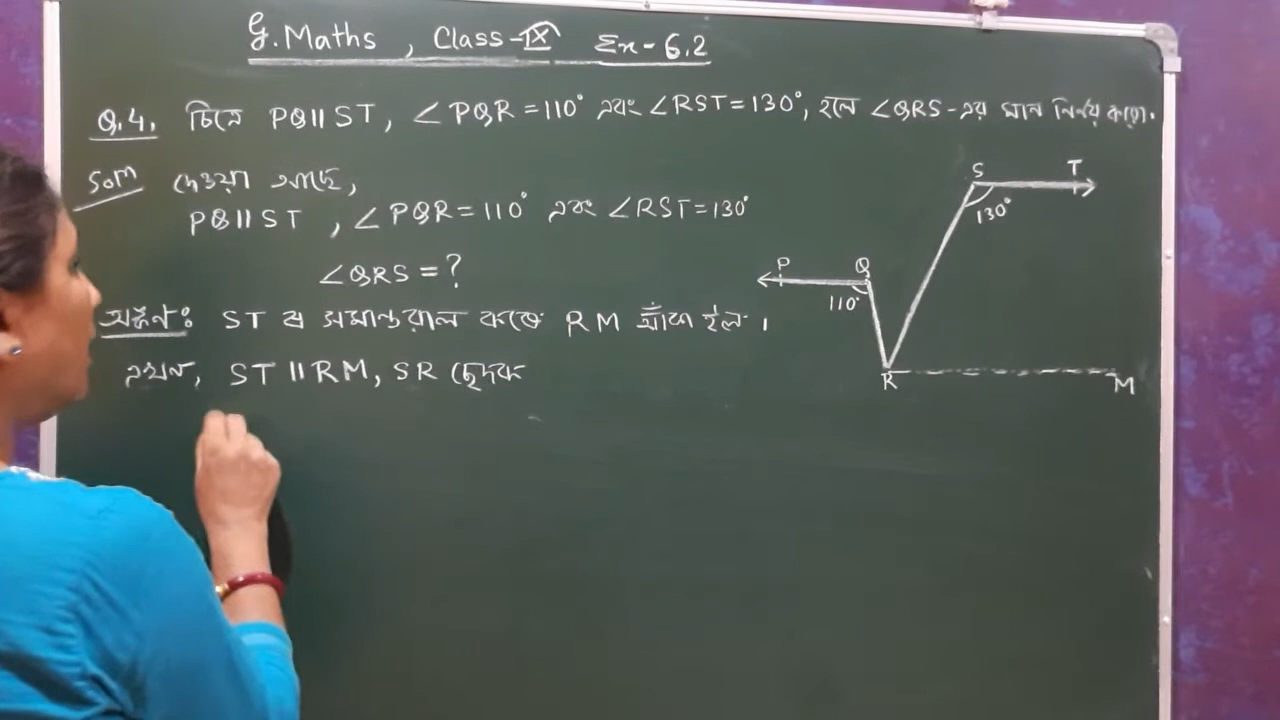 G.Maths , Class-IX Ex-6.2
Q.4. চিত্রে PQ॥ST, ∠PQR=110° এবং ∠RST=130°, হলে ∠QRS-এর মান নির্ণয় করো.
Som দেওয়া আছে,
PQ॥ST , ∠PQR=110° এবং ∠RST=130°
∠QRS=?
অঙ্কনঃ ST র সমান্তরাল করে RM আঁকা হল।
এখন, ST॥RM, SR ছেদক
S T
130°
P Q
110°
R M